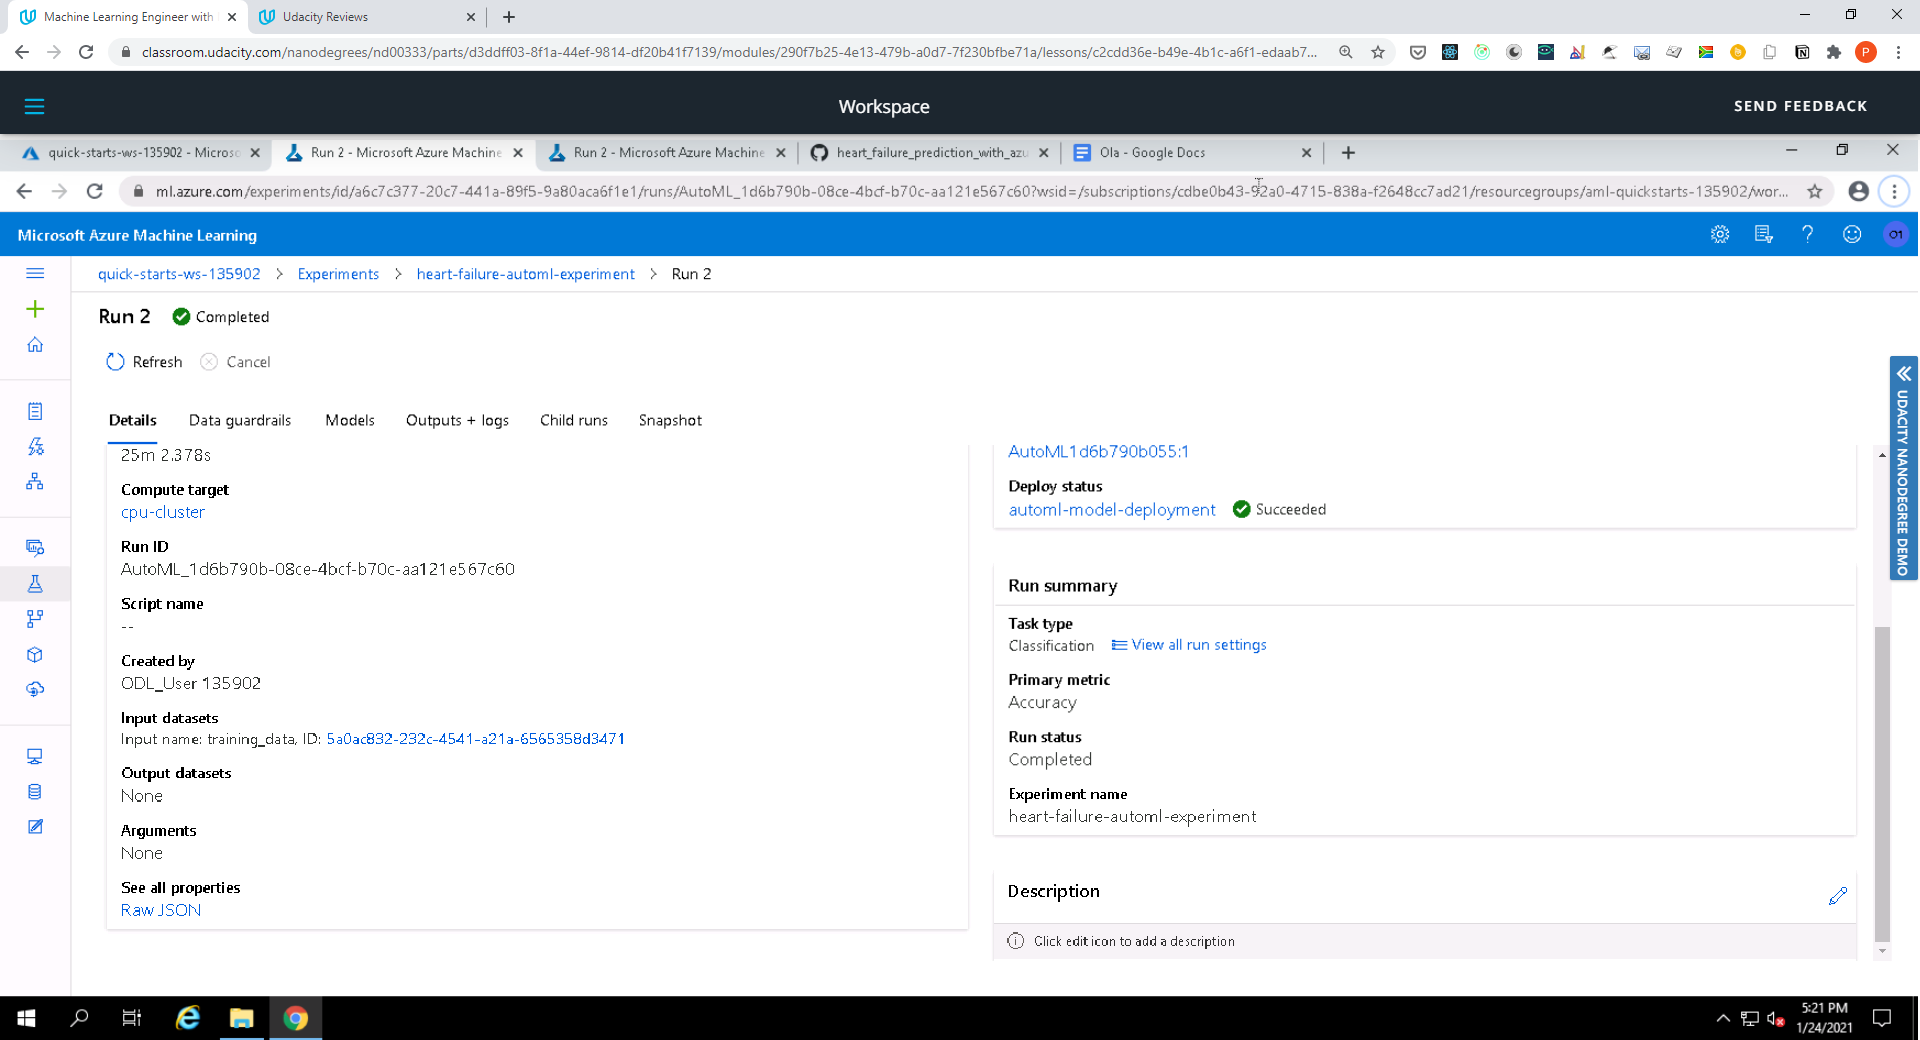 Machine Learning Engineer with
Udacity Reviews
classroom.udacity.com/nanodegrees/nd00333/parts/d3ddff03-8f1a-44ef-9814-df20b41f7139/modules/290f7b25-4e13-479b-a0d7-7f230bfbe71a/lessons/c2cdd36e-b49e-4b1c-a6f1-edaab7...
P
Workspace
SEND FEEDBACK
quick-starts-ws-135902 - Microso
Run 2 - Microsoft Azure Machine
Run 2 - Microsoft Azure Machine
heart_failure_prediction_with_azu
Ola - Google Docs
ml.azure.com/experiments/id/a6c7c377-20c7-441a-89f5-9a80aca6f1e1/runs/AutoML_1d6b790b-08ce-4bcf-b70c-aa121e567c60?wsid=/subscriptions/cdbe0b43-92a0-4715-838a-f2648cc7ad21/resourcegroups/aml-quickstarts-135902/wor...
Microsoft Azure Machine Learning
O1
quick-starts-ws-135902 > Experiments > heart-failure-automl-experiment > Run 2
Run 2 Completed
Refresh Cancel
Details Data guardrails Models Outputs + logs Child runs Snapshot
25m 2.378s
Compute target
cpu-cluster
Run ID
AutoML_1d6b790b-08ce-4bcf-b70c-aa121e567c60
Script name
--
Created by
ODL_User 135902
Input datasets
Input name: training_data, ID: 5a0ac832-232c-4541-a21a-6565358d3471
Output datasets
None
Arguments
None
See all properties
Raw JSON
AutoML1d6b790b055:1
Deploy status
automl-model-deployment Succeeded
Run summary
Task type
Classification View all run settings
Primary metric
Accuracy
Run status
Completed
Experiment name
heart-failure-automl-experiment
Description
Click edit icon to add a description
UDACITY NANODEGREE DEMO
5:21 PM
1/24/2021